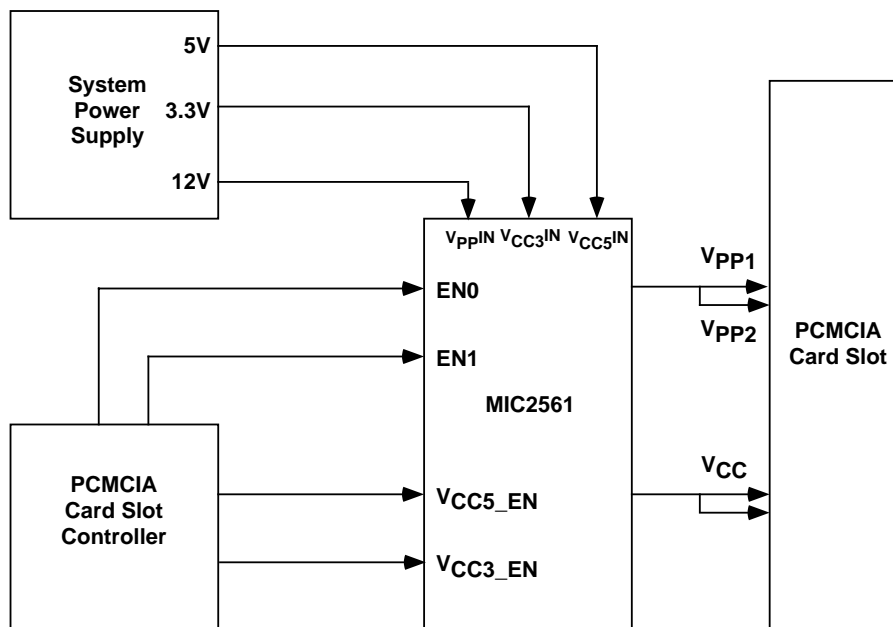 5V
System
Power
Supply
3.3V
12V
VPPIN VCC3IN VCC5IN
EN0
EN1
MIC2561
VCC5_EN
VCC3_EN
PCMCIA
Card Slot
Controller
VPP1
VPP2
VCC
PCMCIA
Card Slot